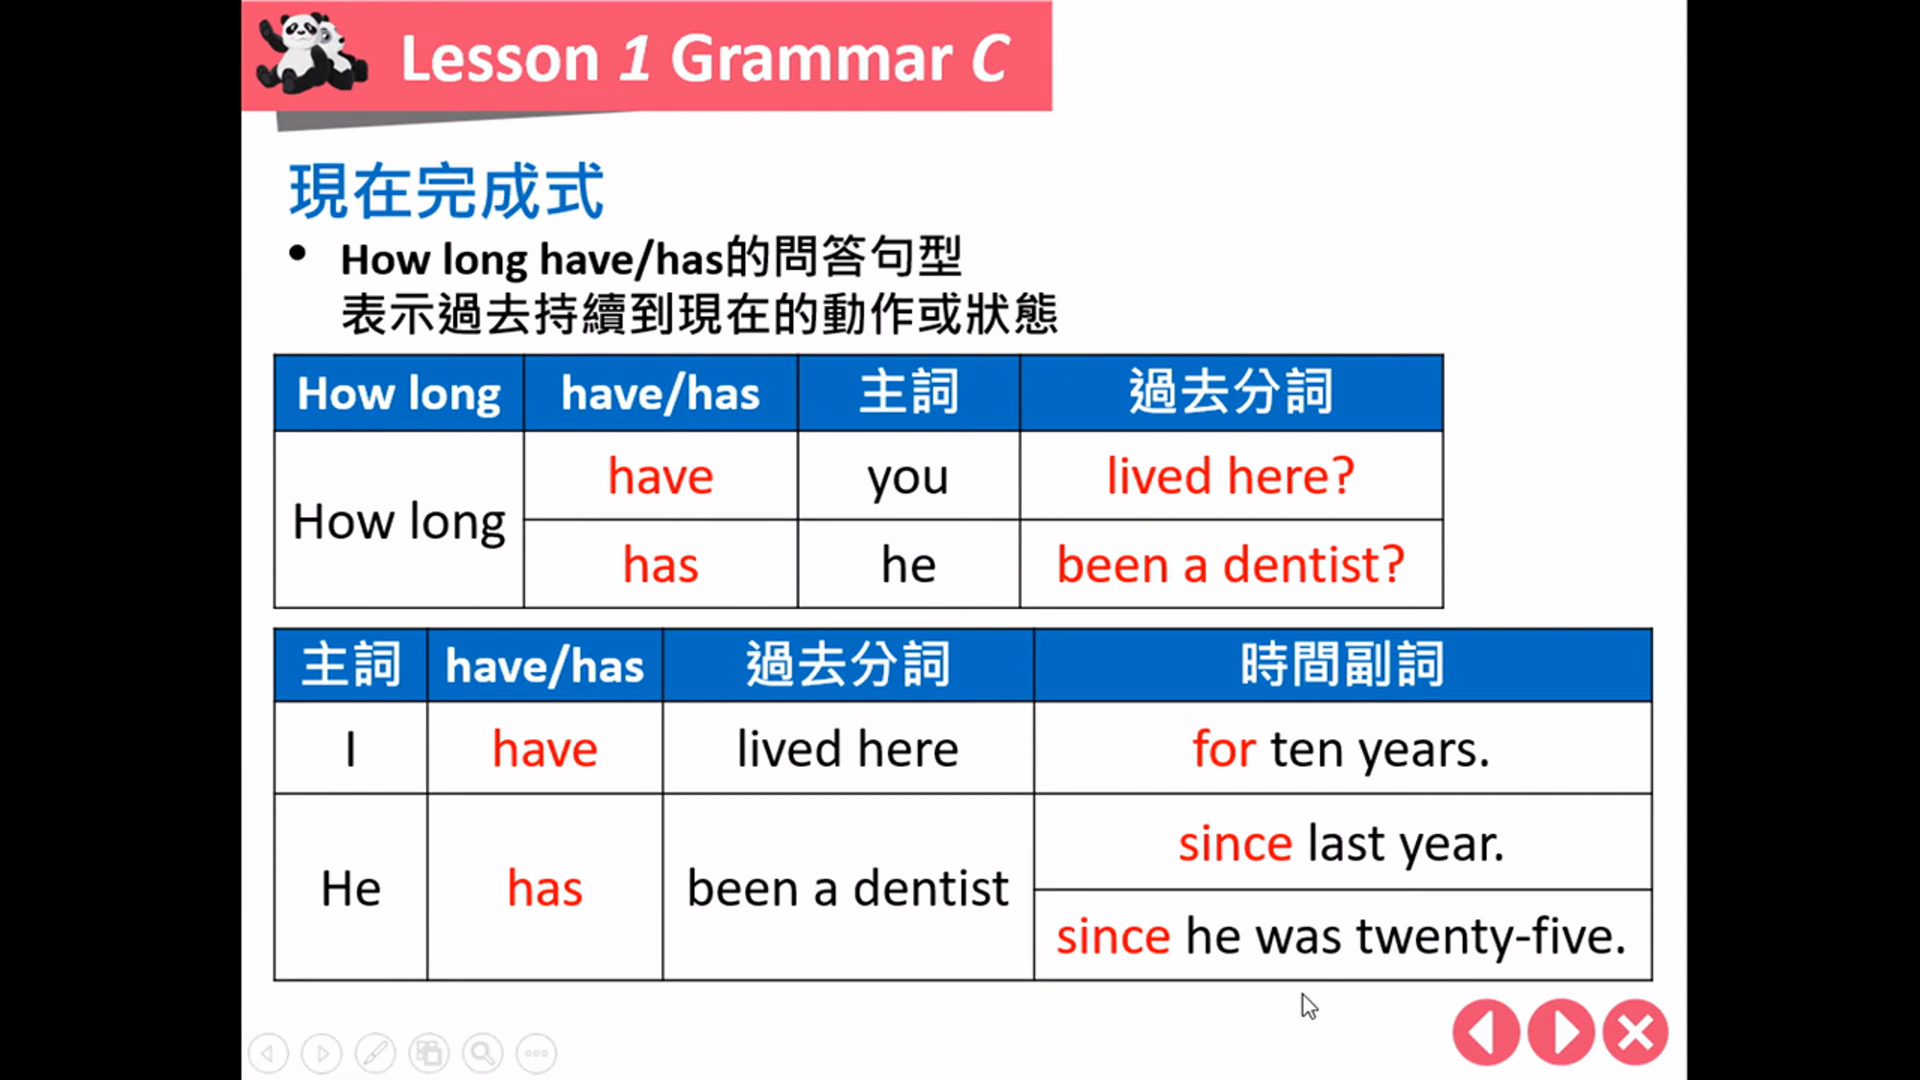 Lesson 1 Grammar C
現在完成式
• How long have/has的問答句型
表示過去持續到現在的動作或狀態
How long have/has 主詞 過去分詞
How long have you lived here?
has he been a dentist?
主詞 have/has 過去分詞 時間副詞
I have lived here for ten years.
He has been a dentist since last year.
since he was twenty-five.